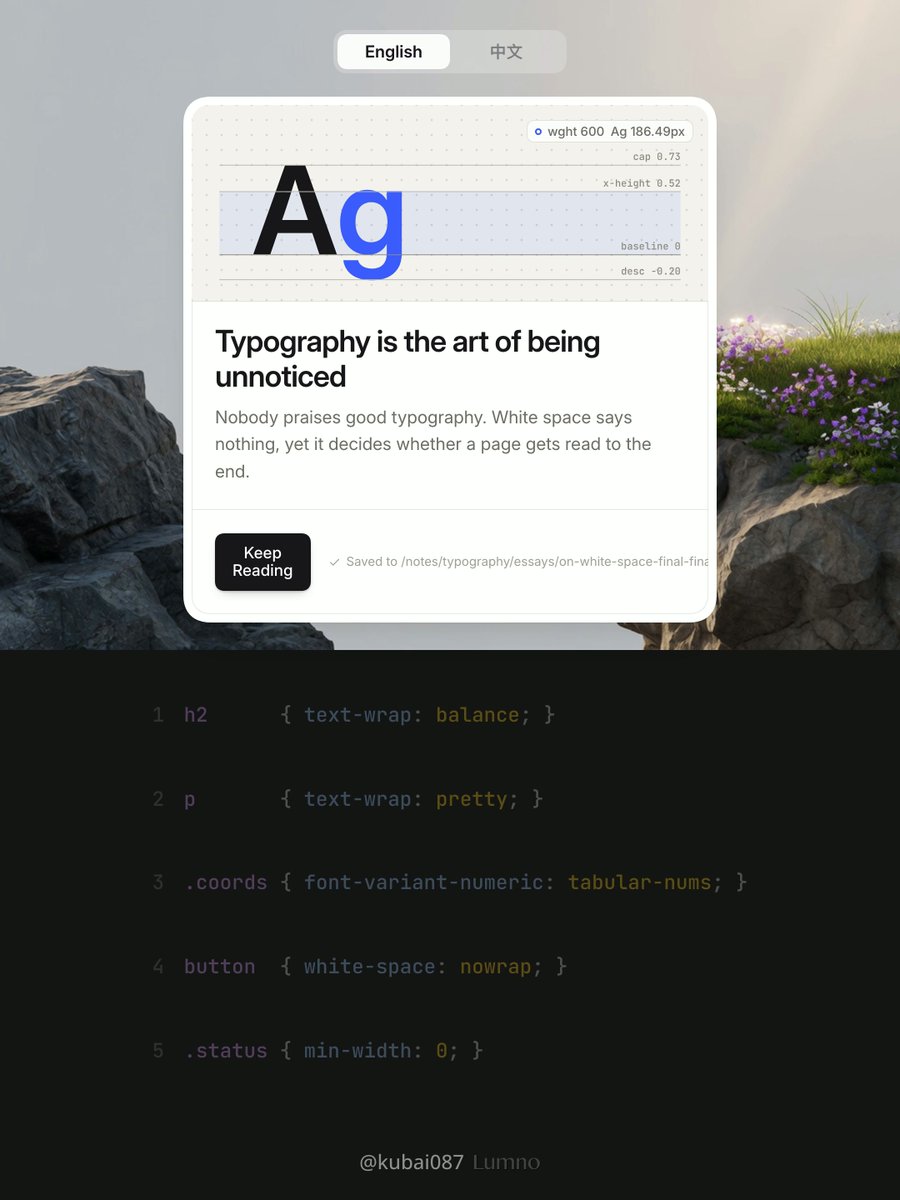 English 中文
wght 600 Ag 186.49px
cap 0.73
x-height 0.52
baseline 0
desc -0.20
Ag
Typography is the art of being
unnoticed
Nobody praises good typography. White space says
nothing, yet it decides whether a page gets read to the
end.
Keep
Reading
✓ Saved to /notes/typography/essays/on-white-space-final-fina
1 h2 { text-wrap: balance; }
2 p { text-wrap: pretty; }
3 .coords { font-variant-numeric: tabular-nums; }
4 button { white-space: nowrap; }
5 .status { min-width: 0; }
@kubai087 Lumno